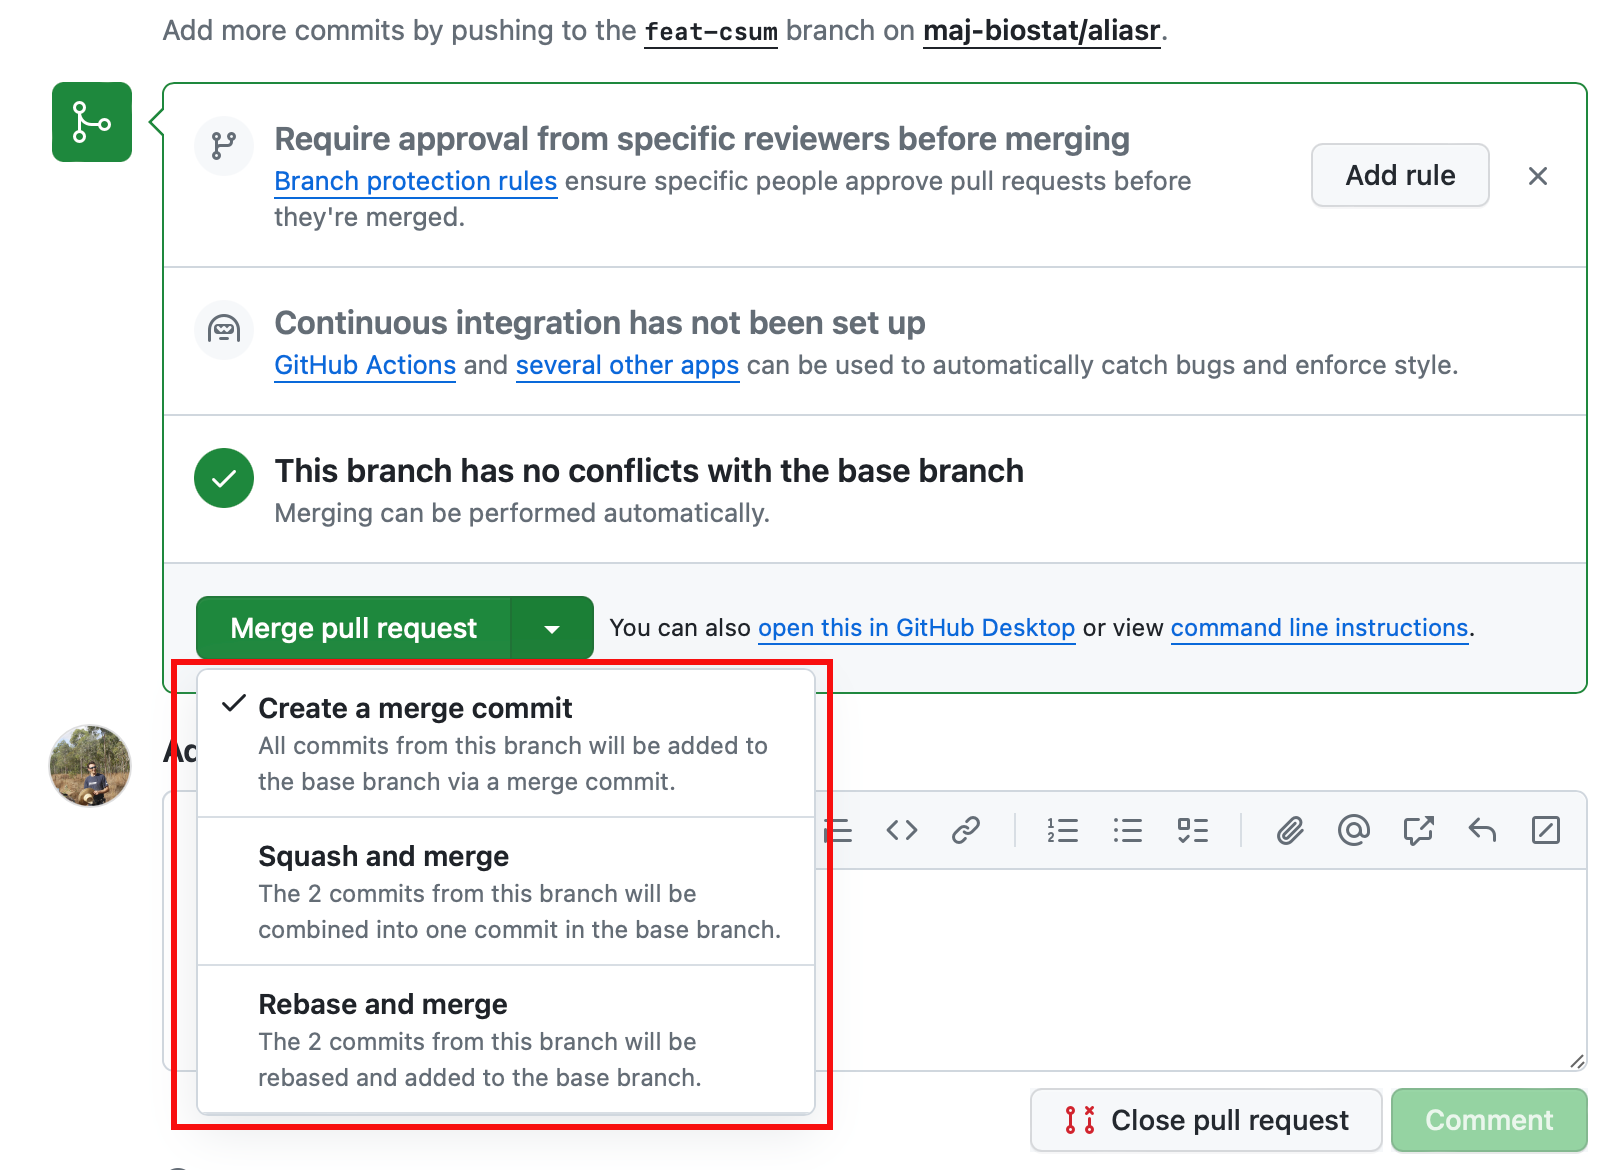 Add more commits by pushing to the feat-csum branch on maj-biostat/aliasr.
Require approval from specific reviewers before merging
Branch protection rules ensure specific people approve pull requests before
they're merged.
Add rule
Continuous integration has not been set up
GitHub Actions and several other apps can be used to automatically catch bugs and enforce style.
This branch has no conflicts with the base branch
Merging can be performed automatically.
Merge pull request
You can also open this in GitHub Desktop or view command line instructions.
Create a merge commit
All commits from this branch will be added to
the base branch via a merge commit.
Squash and merge
The 2 commits from this branch will be
combined into one commit in the base branch.
Rebase and merge
The 2 commits from this branch will be
rebased and added to the base branch.
Close pull request
Comment